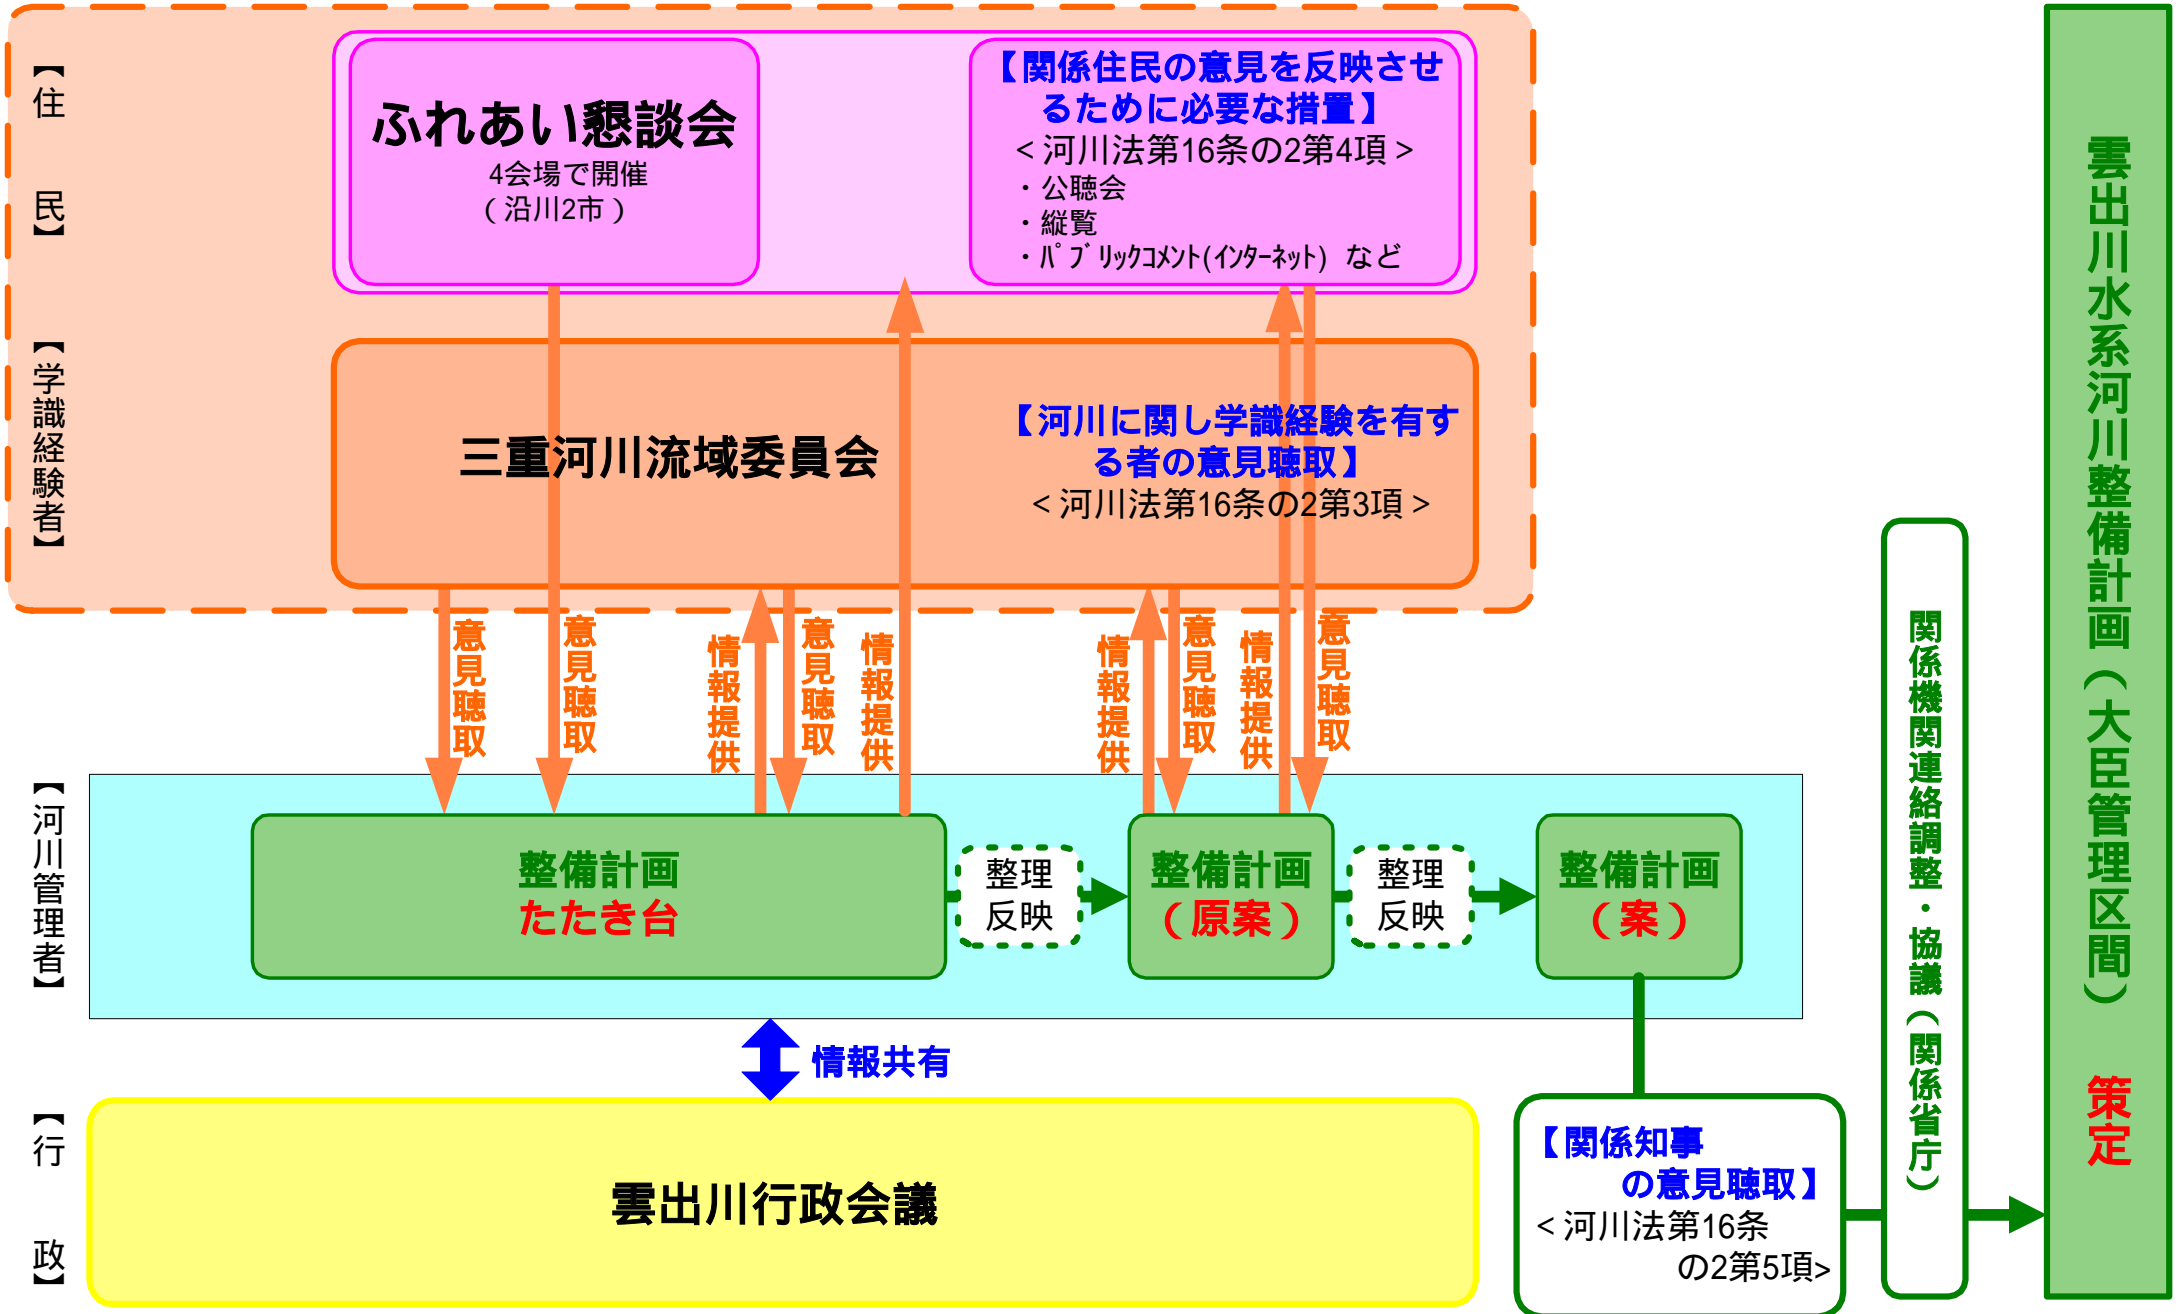 【住　民】
ふれあい懇談会
4会場で開催
（沿川2市）
【関係住民の意見を反映させ
るために必要な措置】
＜河川法第16条の2第4項＞
・公聴会
・縦覧
・ﾊﾟﾌﾞﾘｯｸｺﾒﾝﾄ(ｲﾝﾀｰﾈｯﾄ) など
【学識経験者】
三重河川流域委員会
【河川に関し学識経験を有す
る者の意見聴取】
＜河川法第16条の2第3項＞
意見聴取
意見聴取
情報提供
意見聴取
情報提供
情報提供
意見聴取
情報提供
意見聴取
【河川管理者】
整備計画
たたき台
整理
反映
整備計画
（原案）
整理
反映
整備計画
（案）
情報共有
【行　政】
雲出川行政会議
【関係知事
の意見聴取】
＜河川法第16条
の2第5項>
関係機関連絡調整・協議（関係省庁）
雲出川水系河川整備計画（大臣管理区間）　策定